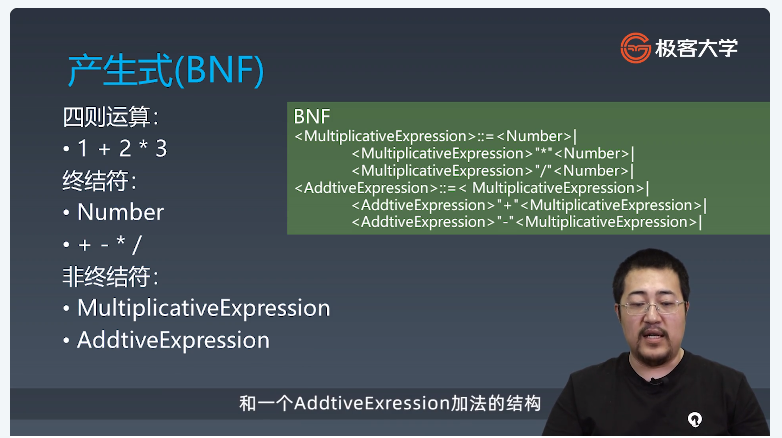 极客大学
产生式(BNF)
四则运算：
• 1 + 2 * 3
终结符：
• Number
• + - * /
非终结符：
• MultiplicativeExpression
• AddtiveExpression
BNF
<MultiplicativeExpression>::=<Number>|
<MultiplicativeExpression>"*"<Number>|
<MultiplicativeExpression>"/"<Number>|
<AddtiveExpression>::=< MultiplicativeExpression>|
<AddtiveExpression>"+"<MultiplicativeExpression>|
<AddtiveExpression>"-"<MultiplicativeExpression>|
和一个AddtiveExression加法的结构